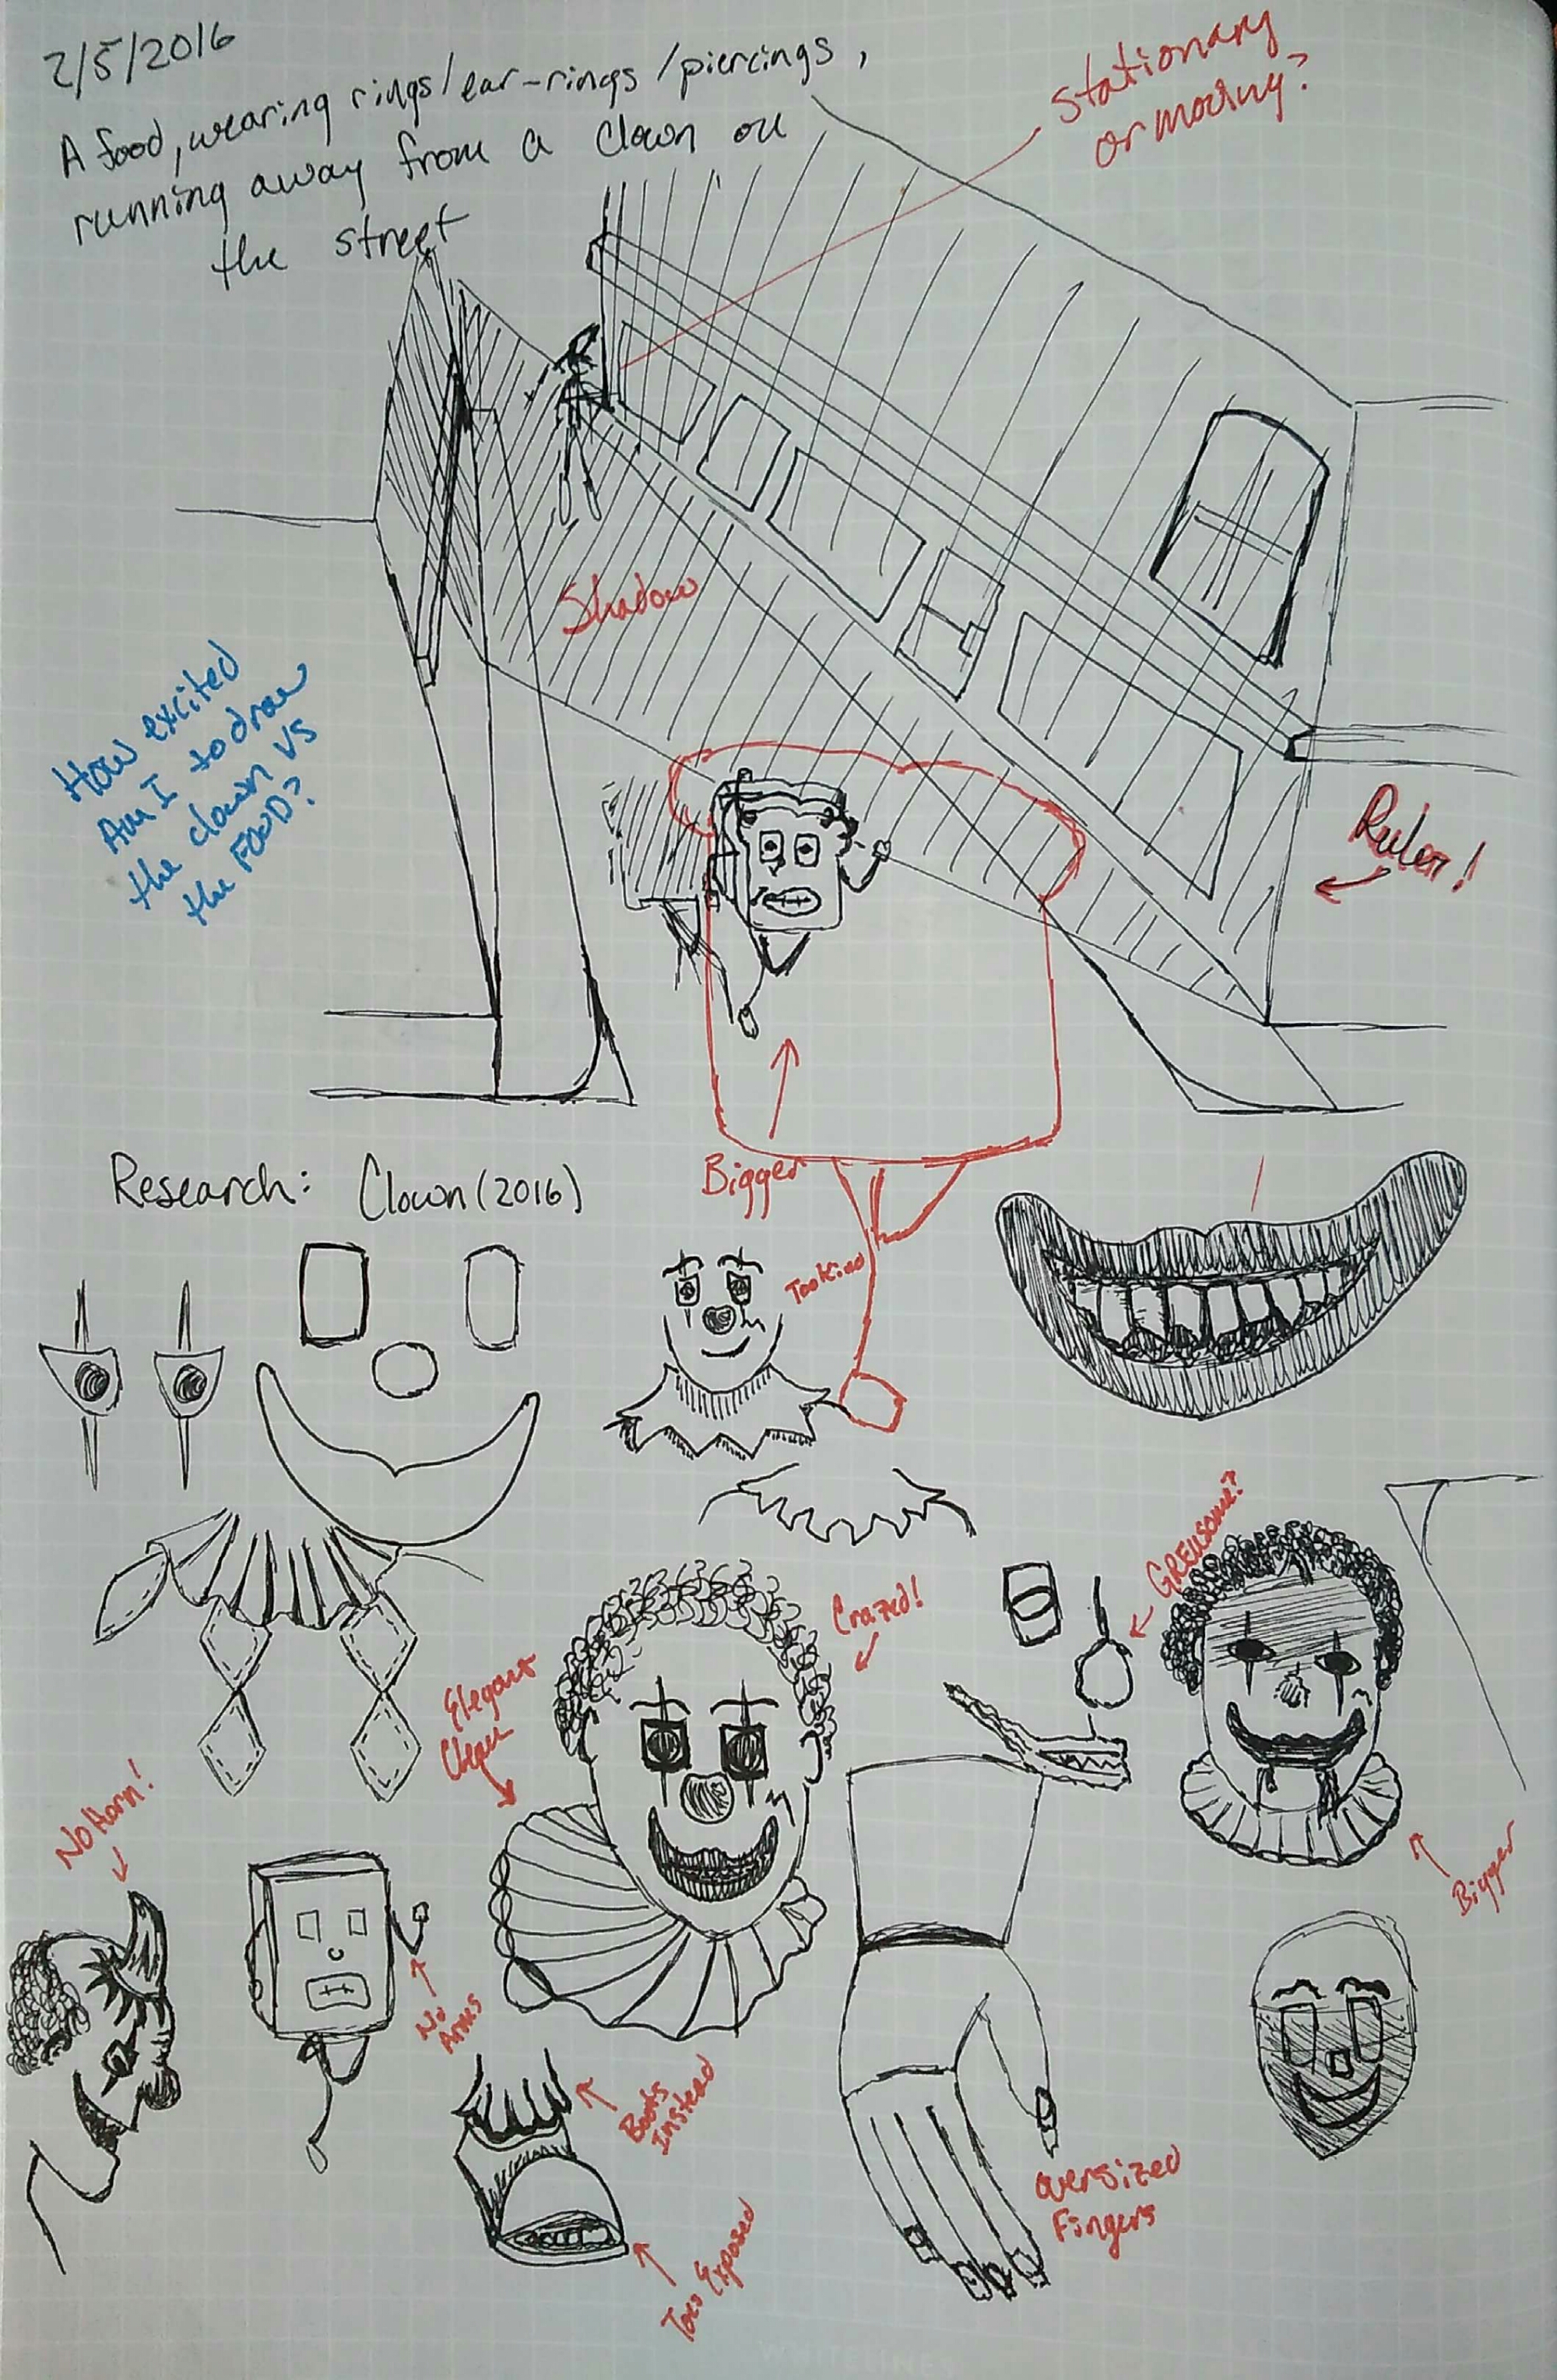 2/5/2016
A food, wearing rings/ear-rings/piercings,
running away from a clown on
the street
stationary
or moving?
Shadow
How excited
Am I to draw
the clown vs
the FOOD?
Ruler!
Bigger
Research: Clown (2016)
Too Kind
GREUSOME?
Crazed!
Elegant
No Horn!
Bigger
No
Arms
Boots
Instead
oversized
Fingers
Toes Exposed